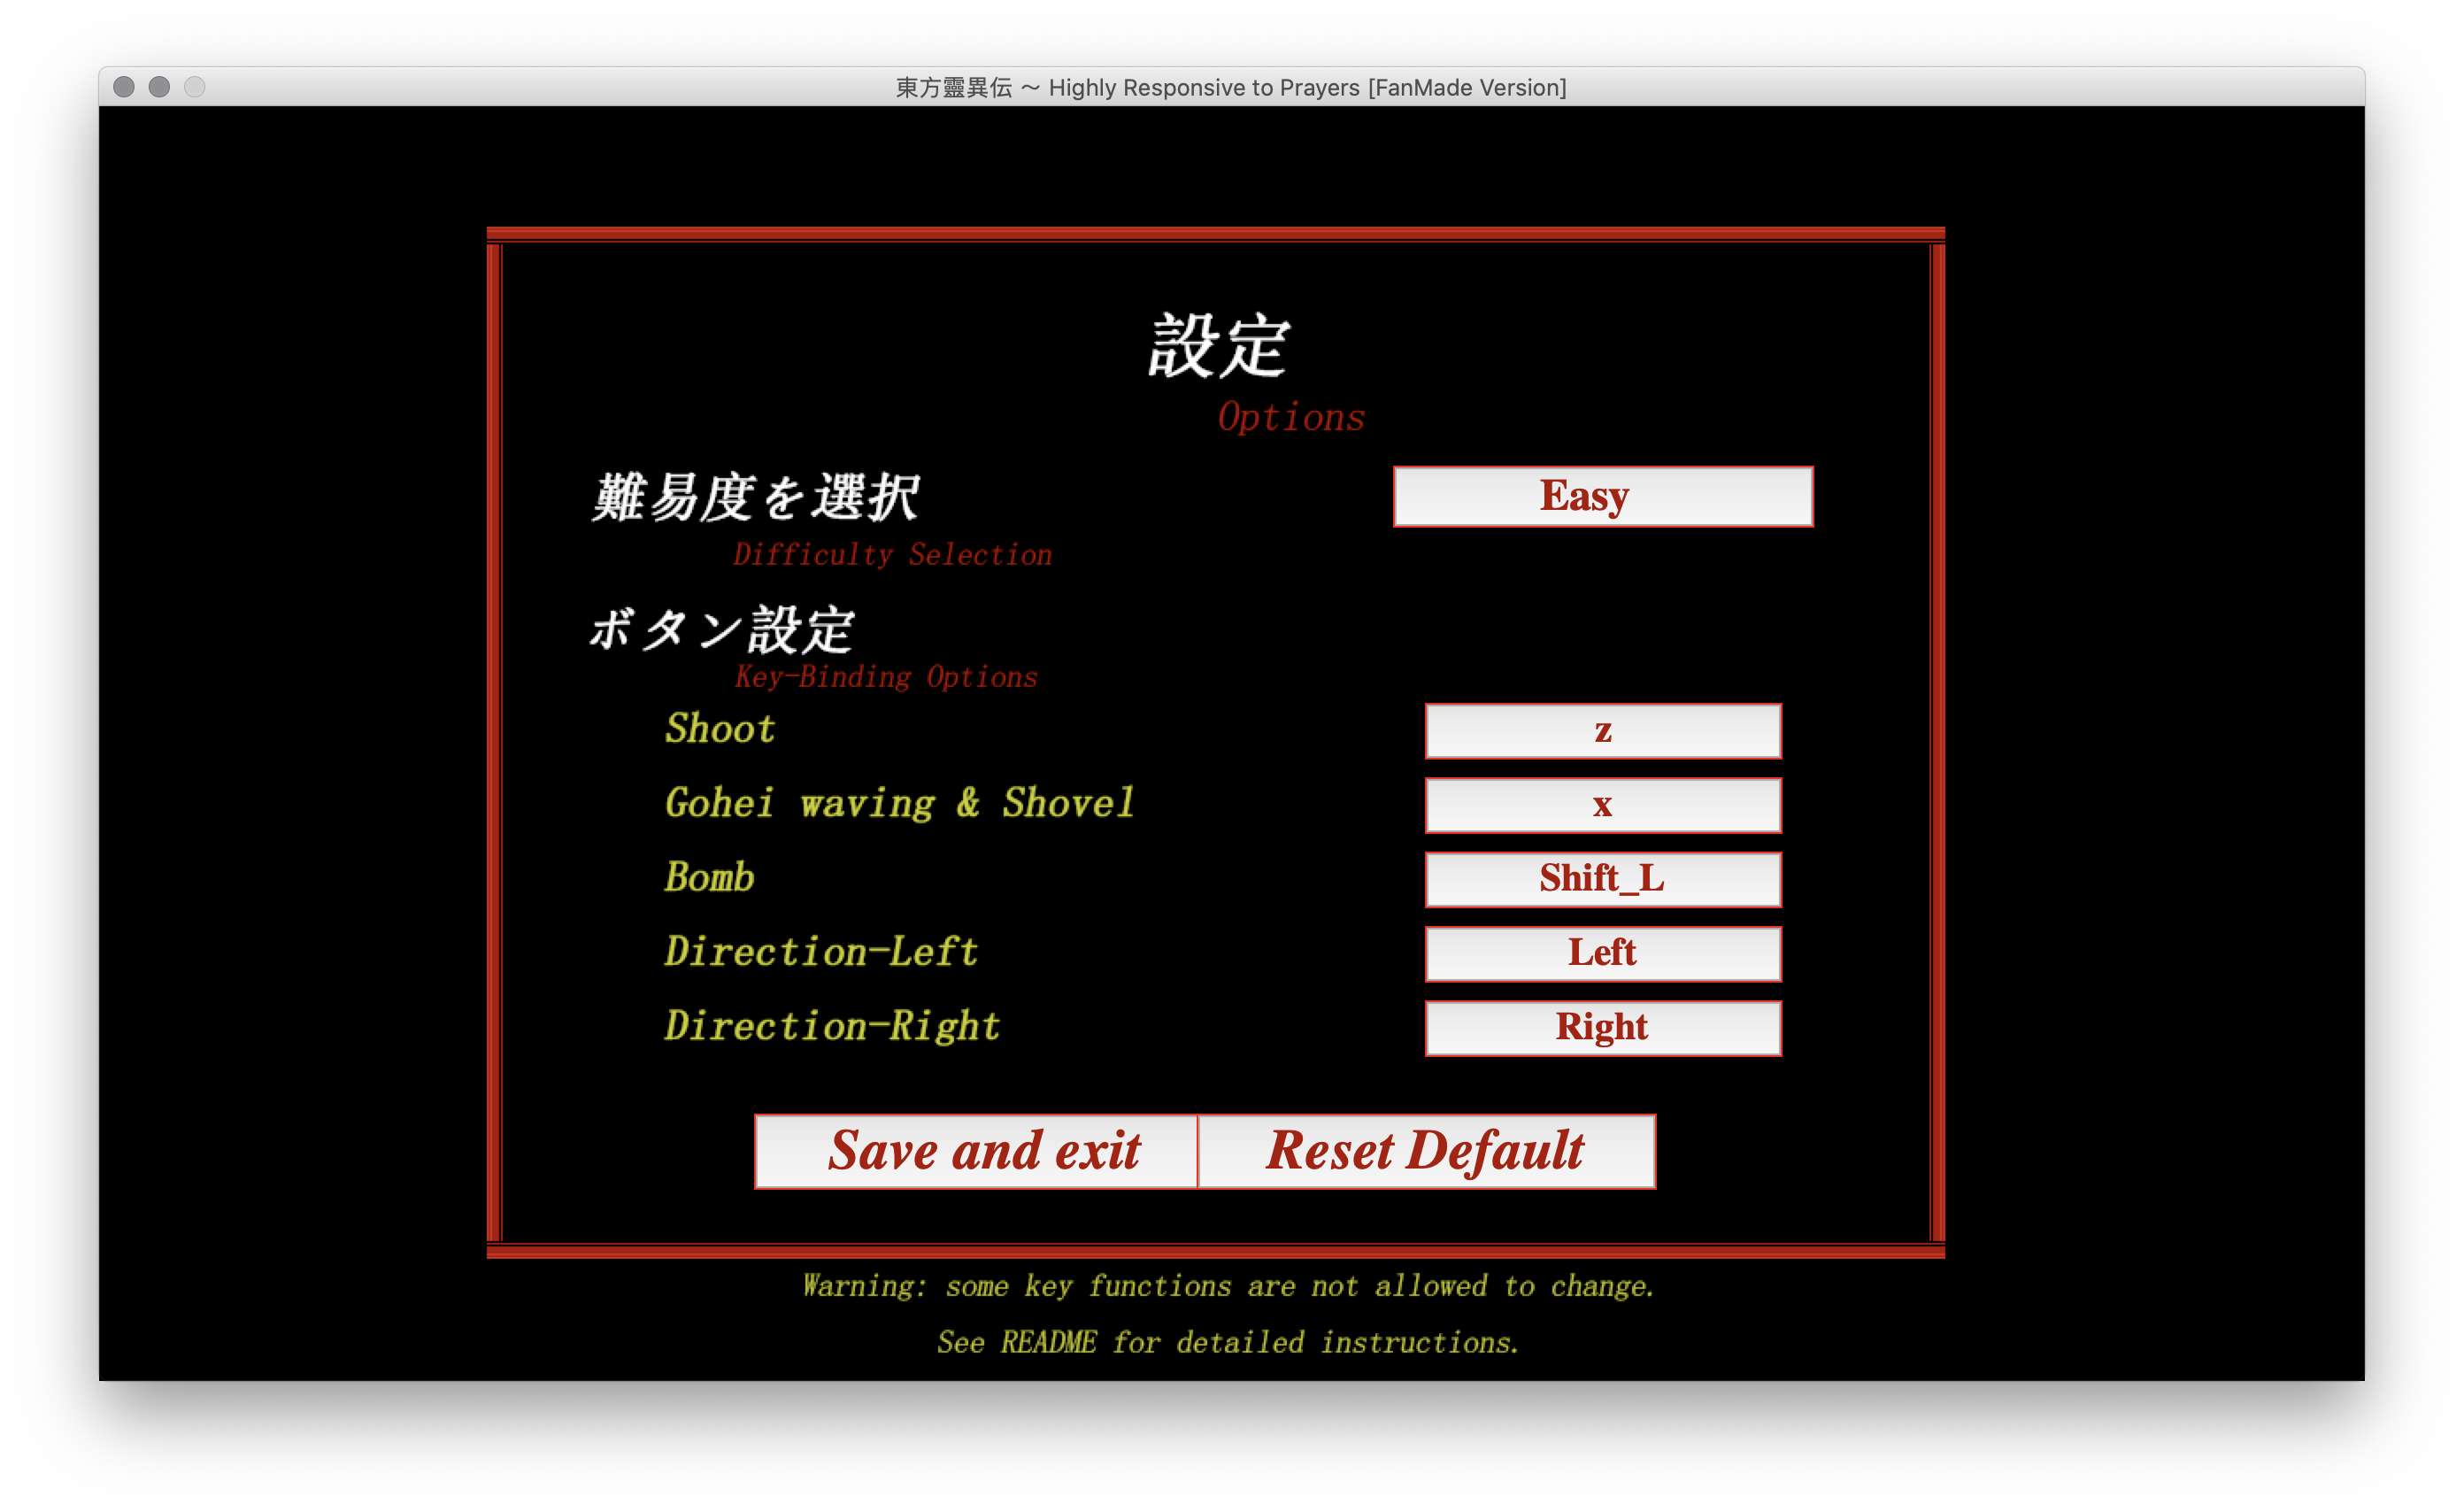 東方靈異伝 ～ Highly Responsive to Prayers [FanMade Version]
設定
Options
難易度を選択
Easy
Difficulty Selection
ボタン設定
Key-Binding Options
Shoot
z
Gohei waving & Shovel
x
Bomb
Shift_L
Direction-Left
Left
Direction-Right
Right
Save and exit
Reset Default
Warning: some key functions are not allowed to change.
See README for detailed instructions.